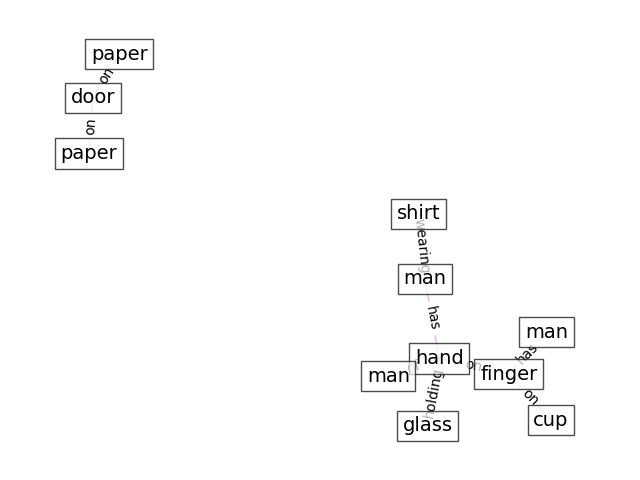 paper
on
door
on
paper
shirt
wearing
man
has
man
hand
has
man
on
finger
holding
on
glass
cup